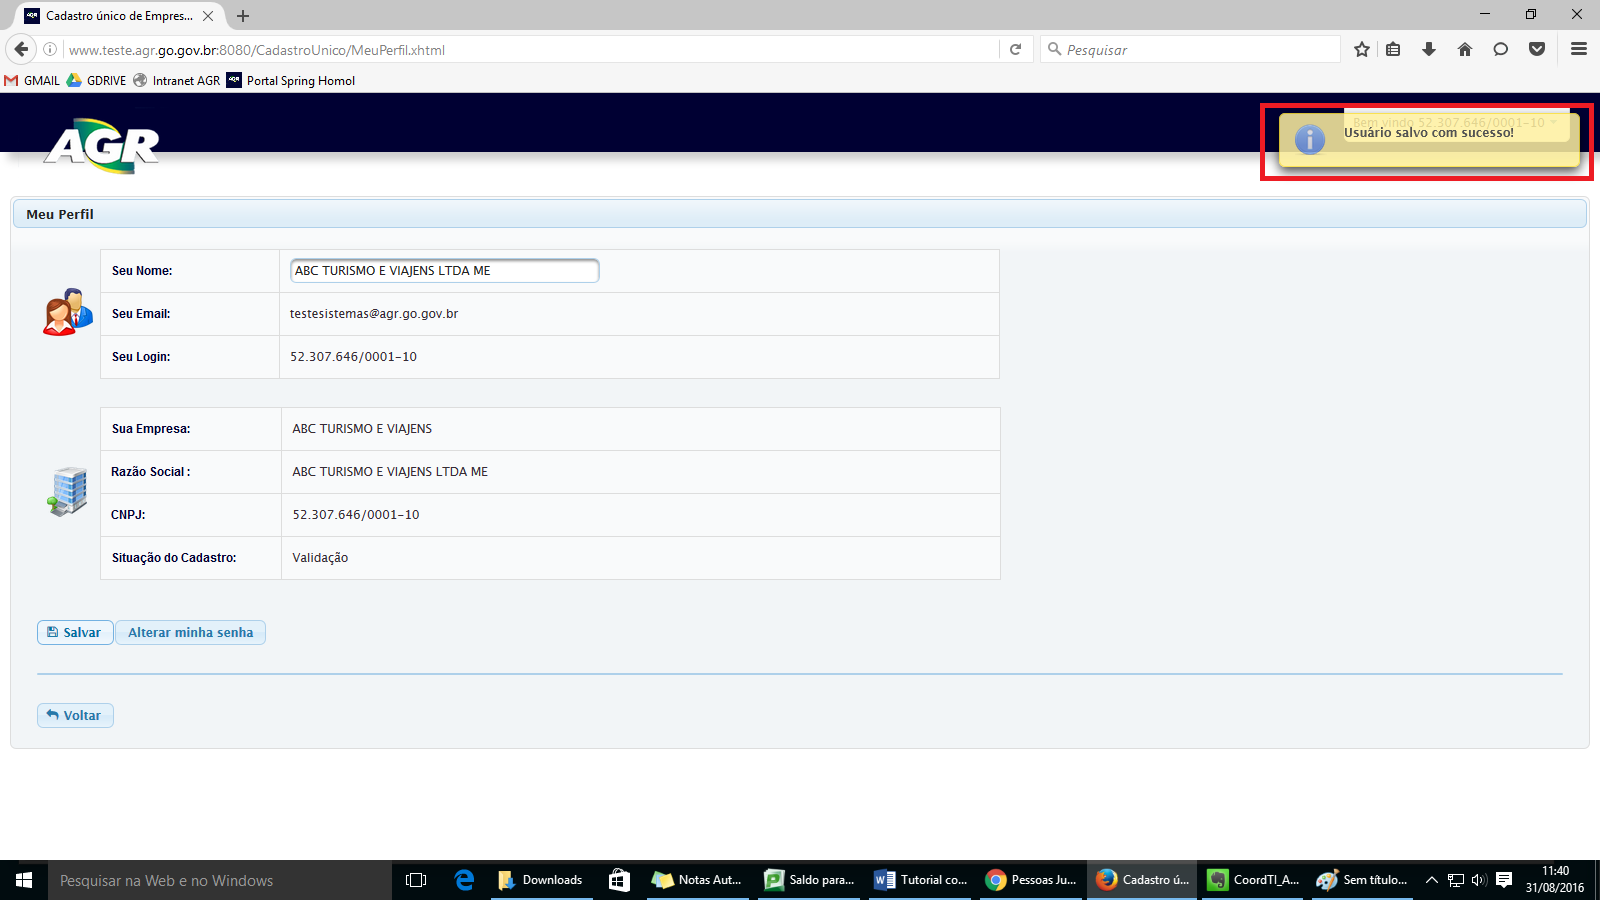 Cadastro único de Empres...
www.teste.agr.go.gov.br:8080/CadastroUnico/MeuPerfil.xhtml
Pesquisar
GMAIL GDRIVE Intranet AGR Portal Spring Homol
AGR
Bem vindo 52.307.646/0001-10
Usuário salvo com sucesso!
Meu Perfil
Seu Nome: ABC TURISMO E VIAJENS LTDA ME
Seu Email: testesistemas@agr.go.gov.br
Seu Login: 52.307.646/0001-10
Sua Empresa: ABC TURISMO E VIAJENS
Razão Social : ABC TURISMO E VIAJENS LTDA ME
CNPJ: 52.307.646/0001-10
Situação do Cadastro: Validação
Salvar Alterar minha senha
Voltar
Pesquisar na Web e no Windows Downloads Notas Aut... Saldo para... Tutorial co... Pessoas Ju... Cadastro ú... CoordTI_A... Sem título... 11:40
31/08/2016